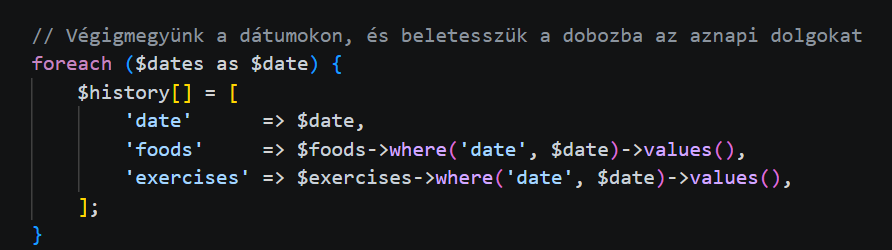 // Végigmegyünk a dátumokon, és beletesszük a dobozba az aznapi dolgokat
foreach ($dates as $date) {
    $history[] = [
        'date'      => $date,
        'foods'     => $foods->where('date', $date)->values(),
        'exercises' => $exercises->where('date', $date)->values(),
    ];
}